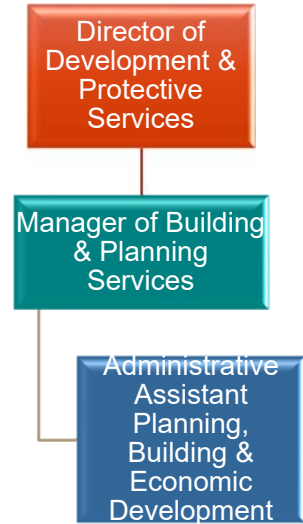 Director of
Development &
Protective
Services
Manager of Building
& Planning
Services
Administrative
Assistant
Planning,
Building &
Economic
Development